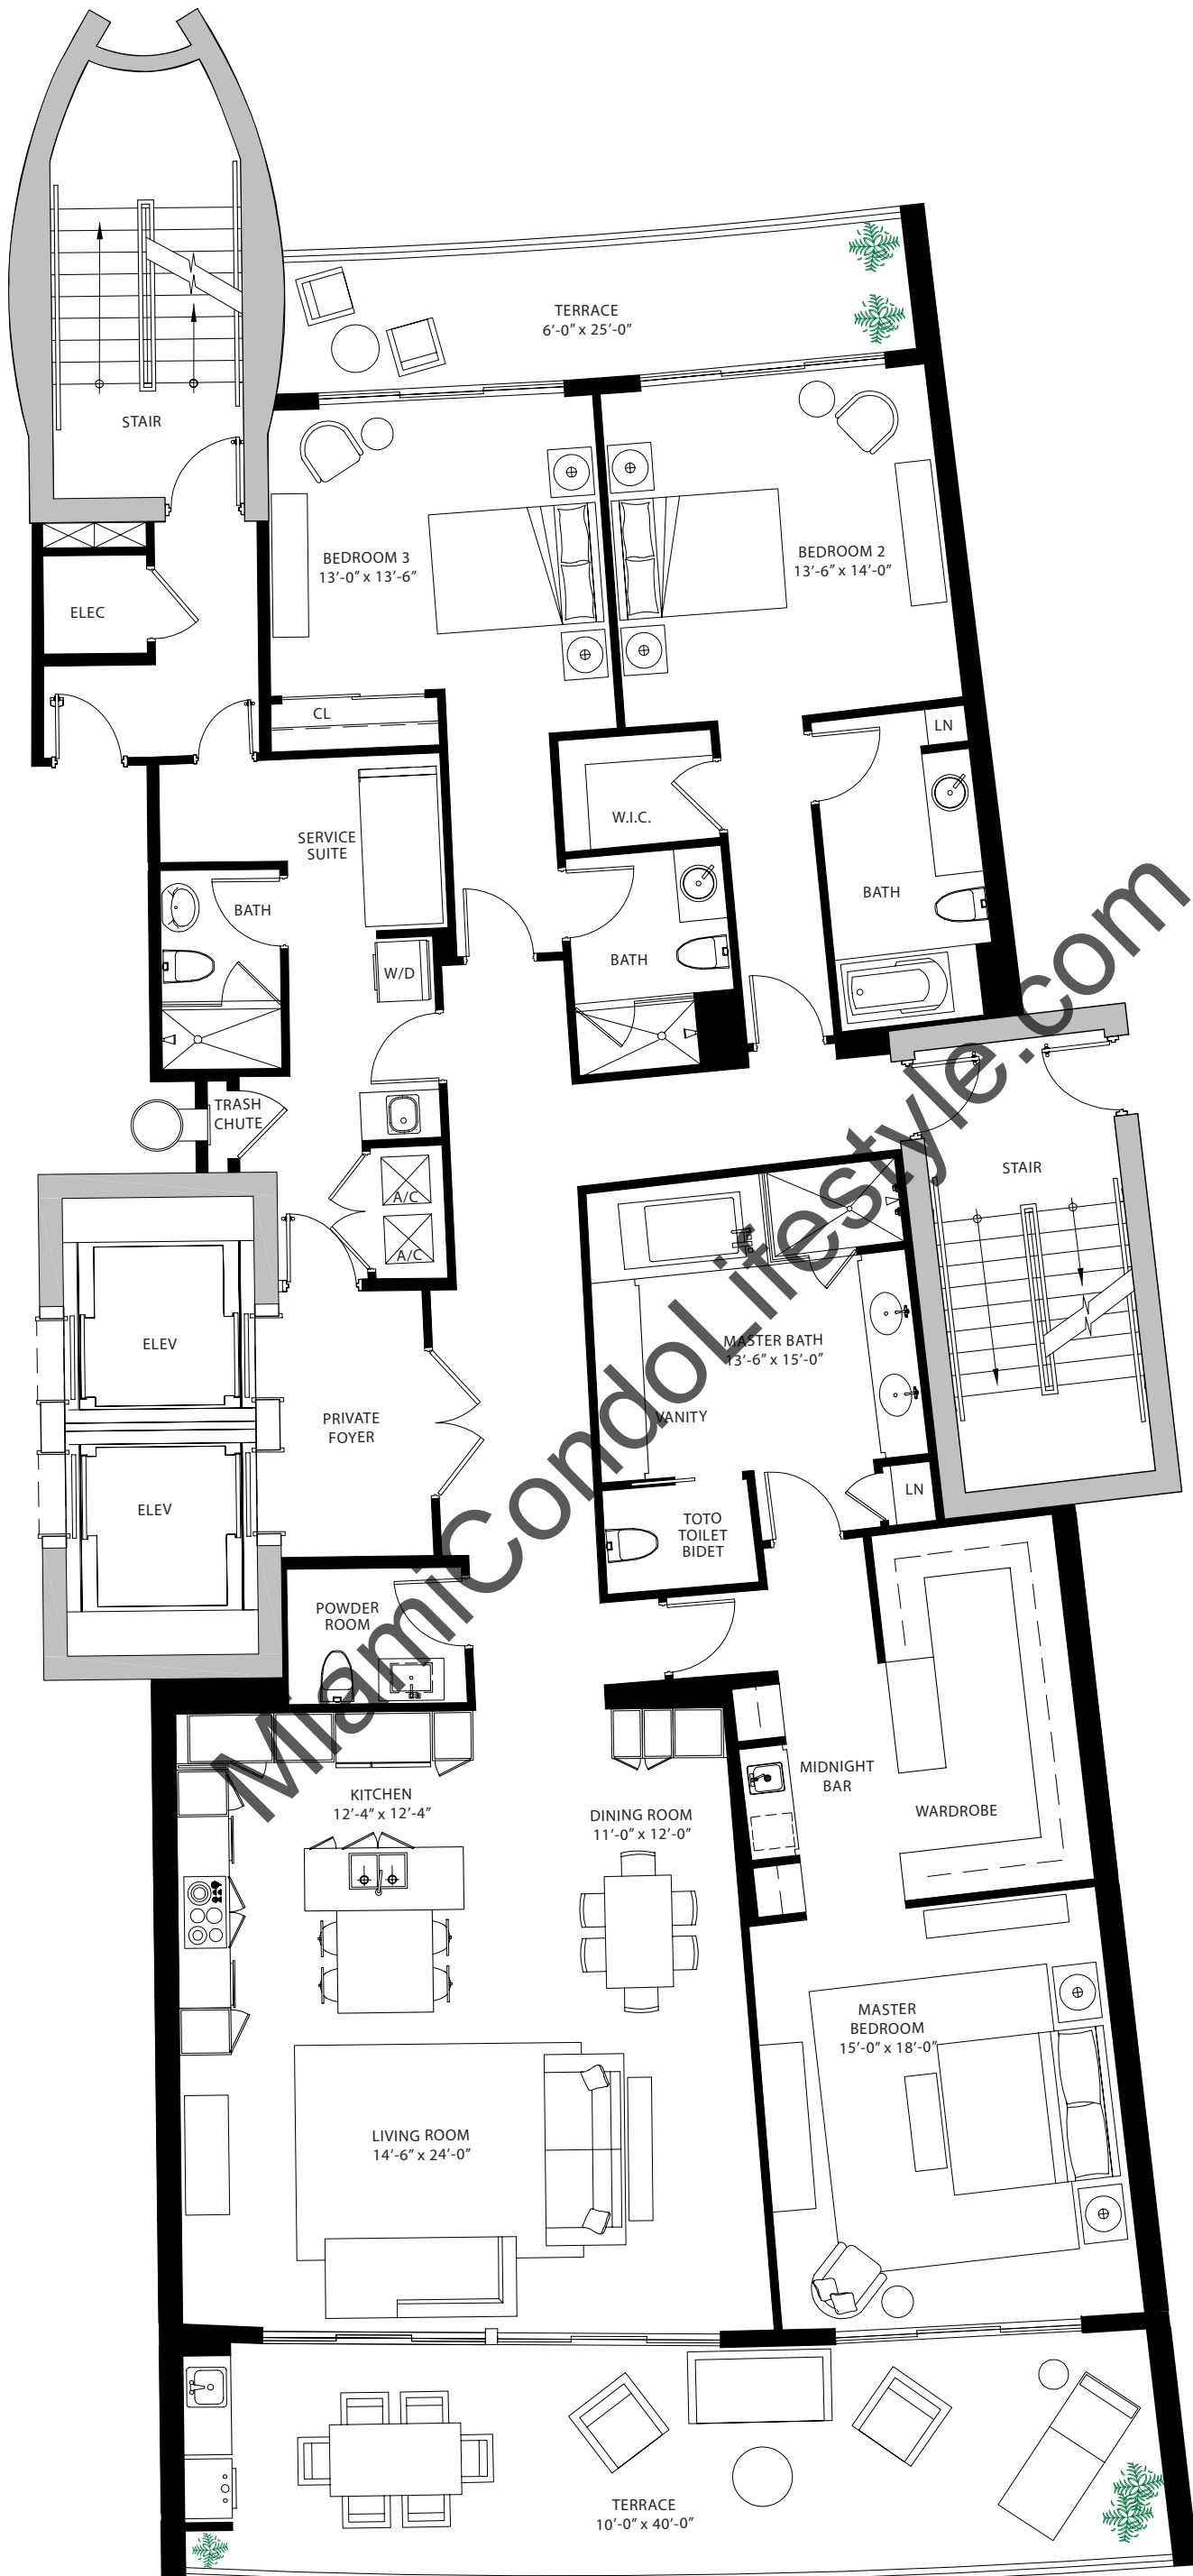 TERRACE
6'-0" x 25'-0"
STAIR
BEDROOM 3
13'-0" x 13'-6"
BEDROOM 2
13'-6" x 14'-0"
ELEC
CL
LN
W.I.C.
SERVICE
SUITE
BATH
BATH
BATH
W/D
TRASH
CHUTE
STAIR
A/C
A/C
ELEV
MASTER BATH
13'-6" x 15'-0"
VANITY
PRIVATE
FOYER
LN
ELEV
TOTO
TOILET
BIDET
POWDER
ROOM
MiamiCondoLifestyle.com
MIDNIGHT
BAR
KITCHEN
12'-4" x 12'-4"
WARDROBE
DINING ROOM
11'-0" x 12'-0"
MASTER
BEDROOM
15'-0" x 18'-0"
LIVING ROOM
14'-6" x 24'-0"
TERRACE
10'-0" x 40'-0"